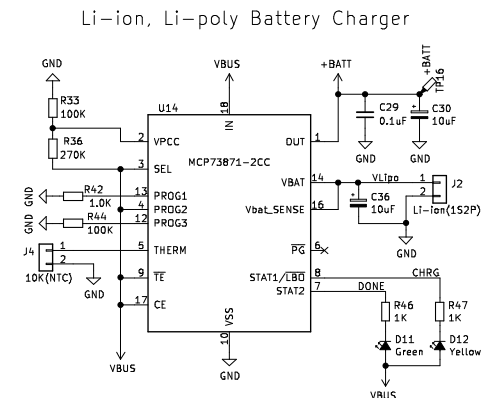 Li-ion, Li-poly Battery Charger
GND
VBUS
+BATT
+BATT
TP16
R33
100K
U14
18
IN
C29
0.1uF
C30
10uF
R36
270K
2
VPCC
OUT
1
GND
GND
MCP73871-2CC
3
SEL
VBAT
14
VLipo
1
J2
2
Li-ion(1S2P)
GND
R42
1.0K
13
PROG1
4
PROG2
Vbat_SENSE
16
C36
10uF
GND
R44
100K
12
PROG3
GND
J4
1
2
10K(NTC)
5
THERM
PG
6
GND
9
TE
STAT1/LBO
8
CHRG
STAT2
7
DONE
17
CE
R46
1K
R47
1K
VSS
10
D11
Green
D12
Yellow
GND
VBUS
VBUS